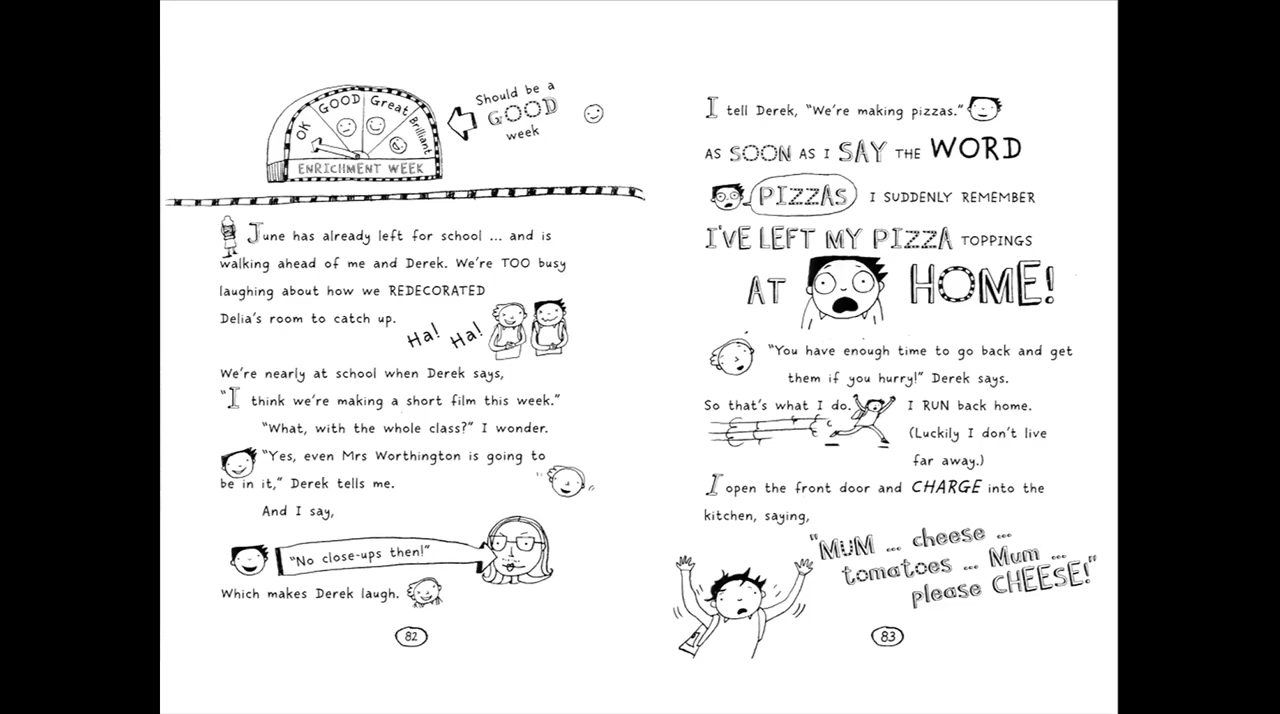 OK GOOD Great Brilliant
ENRICHMENT WEEK
Should be a
GOOD
week
June has already left for school ... and is
walking ahead of me and Derek. We're TOO busy
laughing about how we REDECORATED
Delia's room to catch up.
Ha! Ha!
We're nearly at school when Derek says,
"I think we're making a short film this week."
"What, with the whole class?" I wonder.
"Yes, even Mrs Worthington is going to
be in it," Derek tells me.
And I say,
"No close-ups then!"
Which makes Derek laugh.
82
I tell Derek, "We're making pizzas."
AS SOON AS I SAY THE WORD
PIZZAS I SUDDENLY REMEMBER
I'VE LEFT MY PIZZA TOPPINGS
AT HOME!
"You have enough time to go back and get
them if you hurry!" Derek says.
So that's what I do. I RUN back home.
(Luckily I don't live
far away.)
I open the front door and CHARGE into the
kitchen, saying,
"MUM ... cheese ...
tomatoes ... Mum ...
please CHEESE!"
83